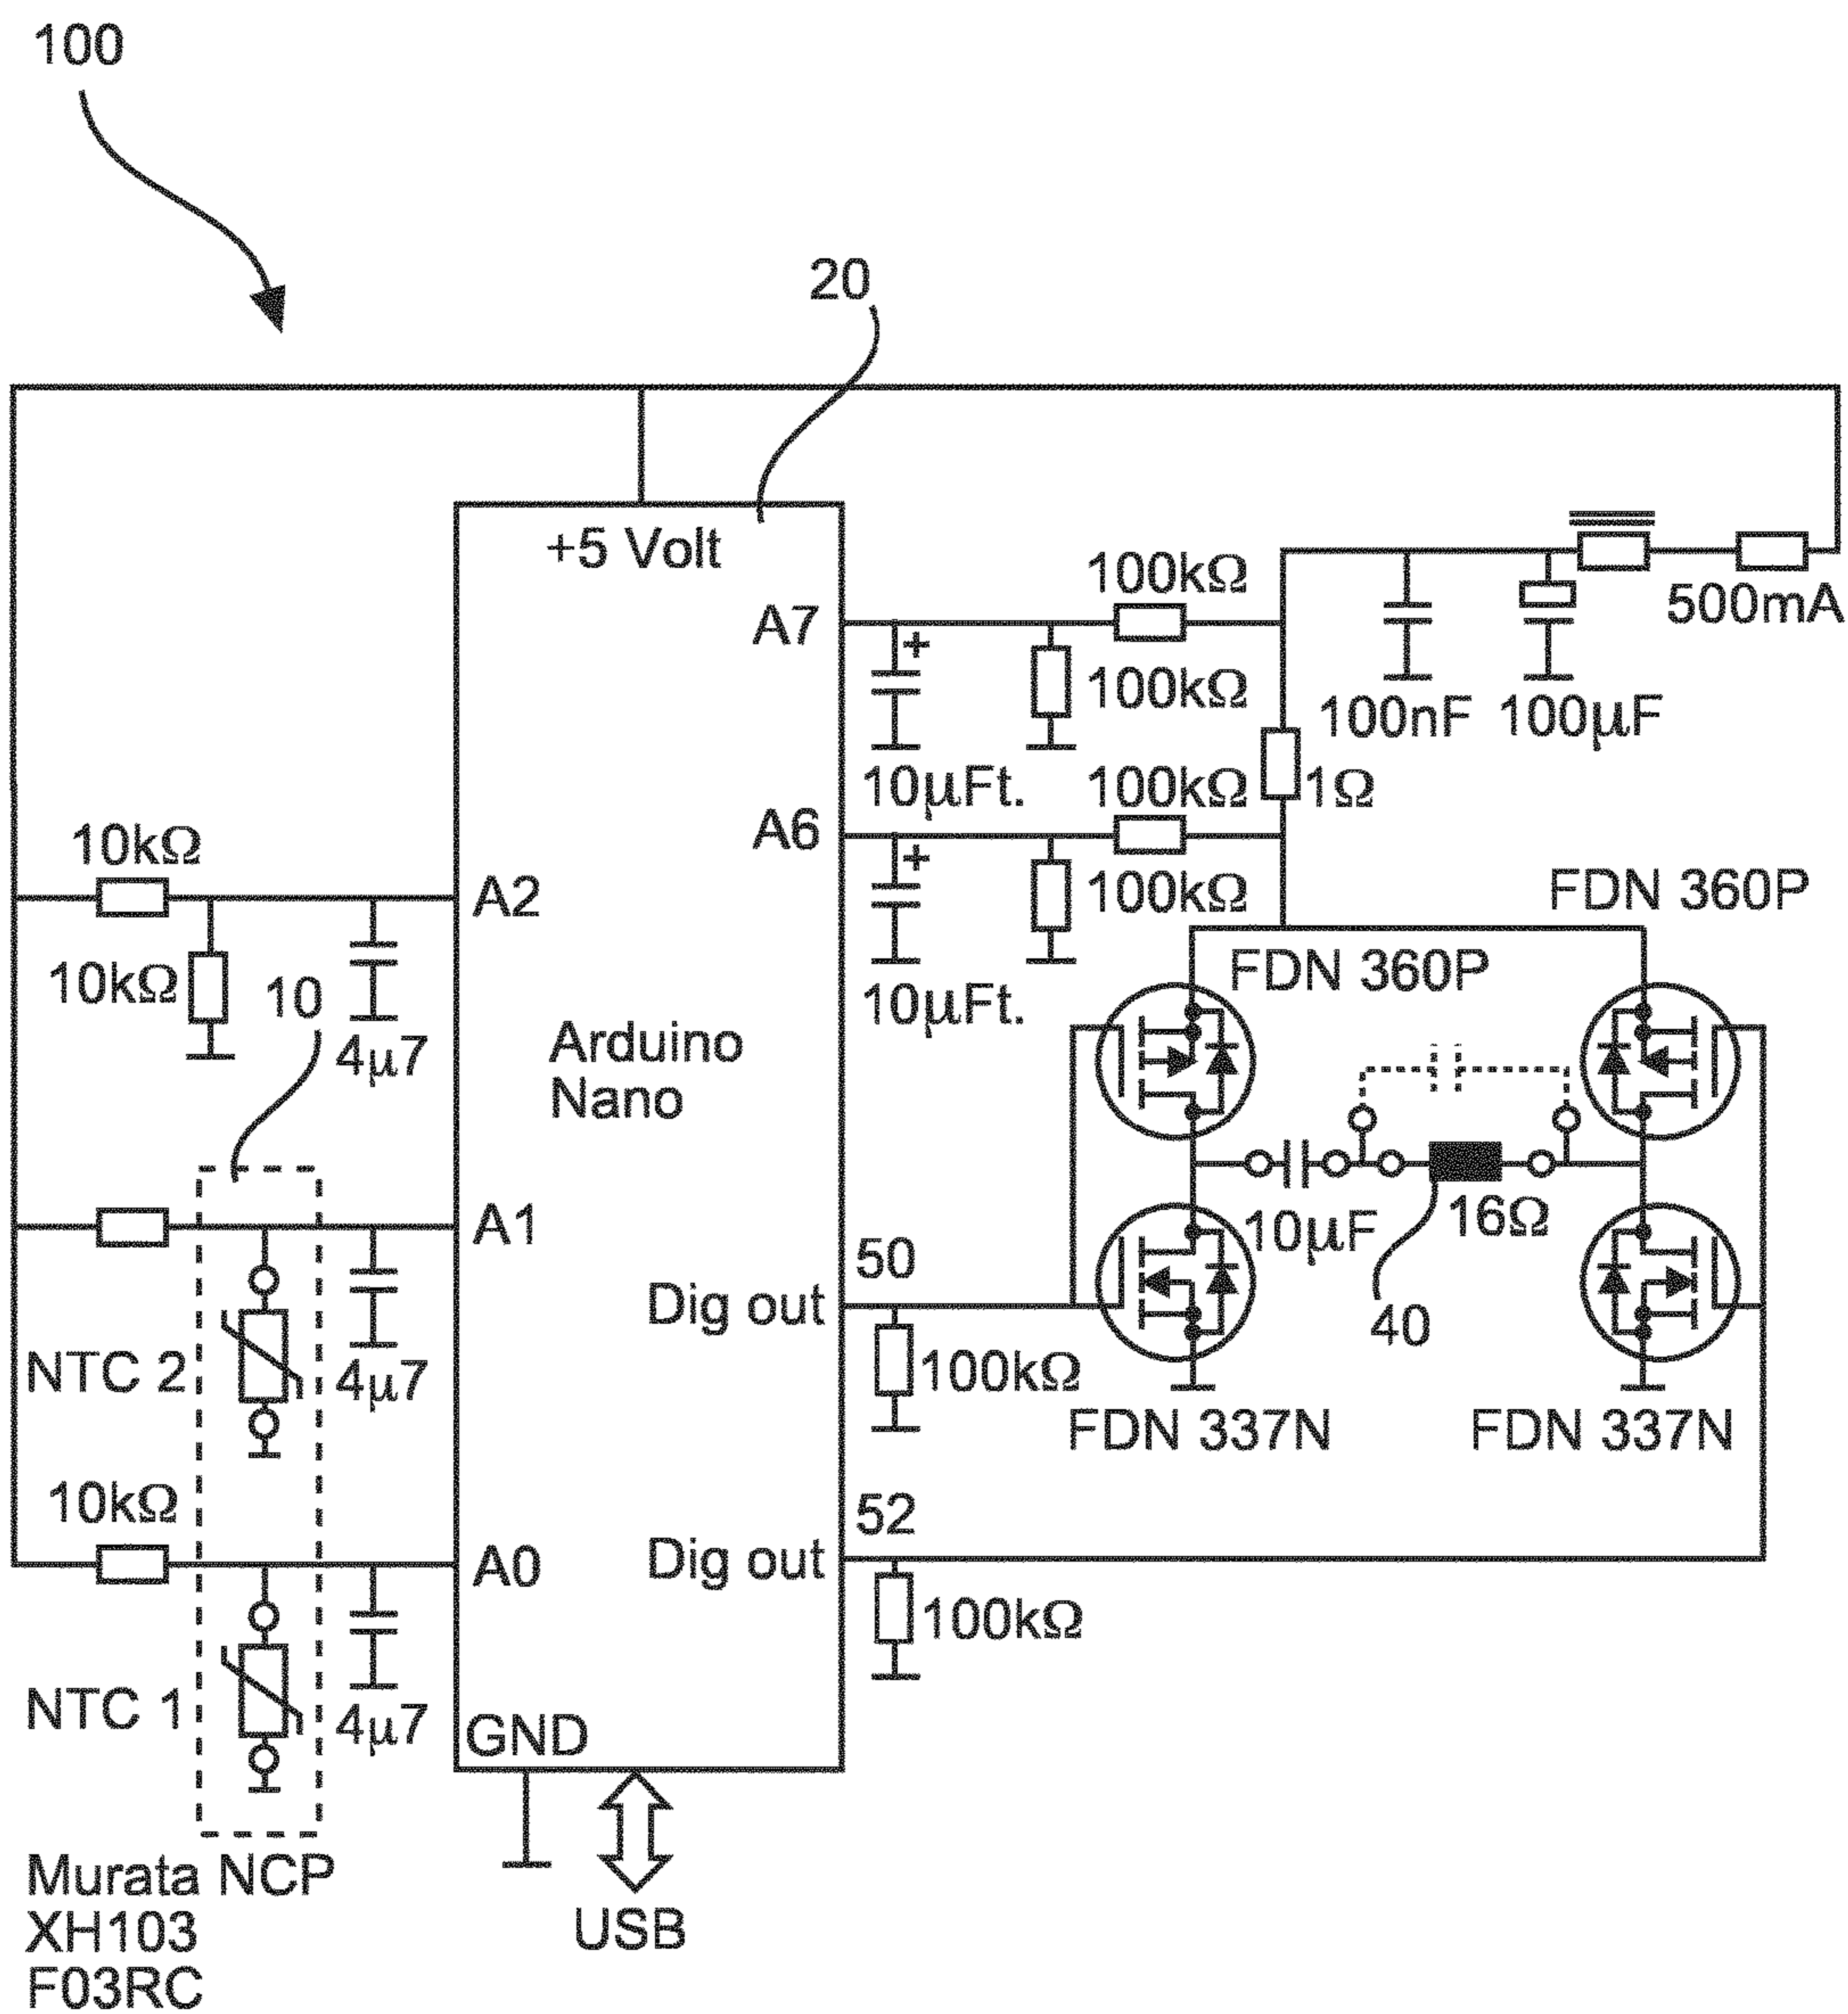 100
20
+5 Volt
A7
100kΩ
500mA
100kΩ
100nF
100µF
10µFt.
1Ω
A6
100kΩ
10kΩ
A2
100kΩ
FDN 360P
10kΩ
10
4µ7
10µFt.
FDN 360P
Arduino
Nano
A1
50
10µF
16Ω
Dig out
40
NTC 2
4µ7
100kΩ
FDN 337N
FDN 337N
10kΩ
52
A0
Dig out
100kΩ
NTC 1
4µ7
GND
Murata NCP
XH103
F03RC
USB